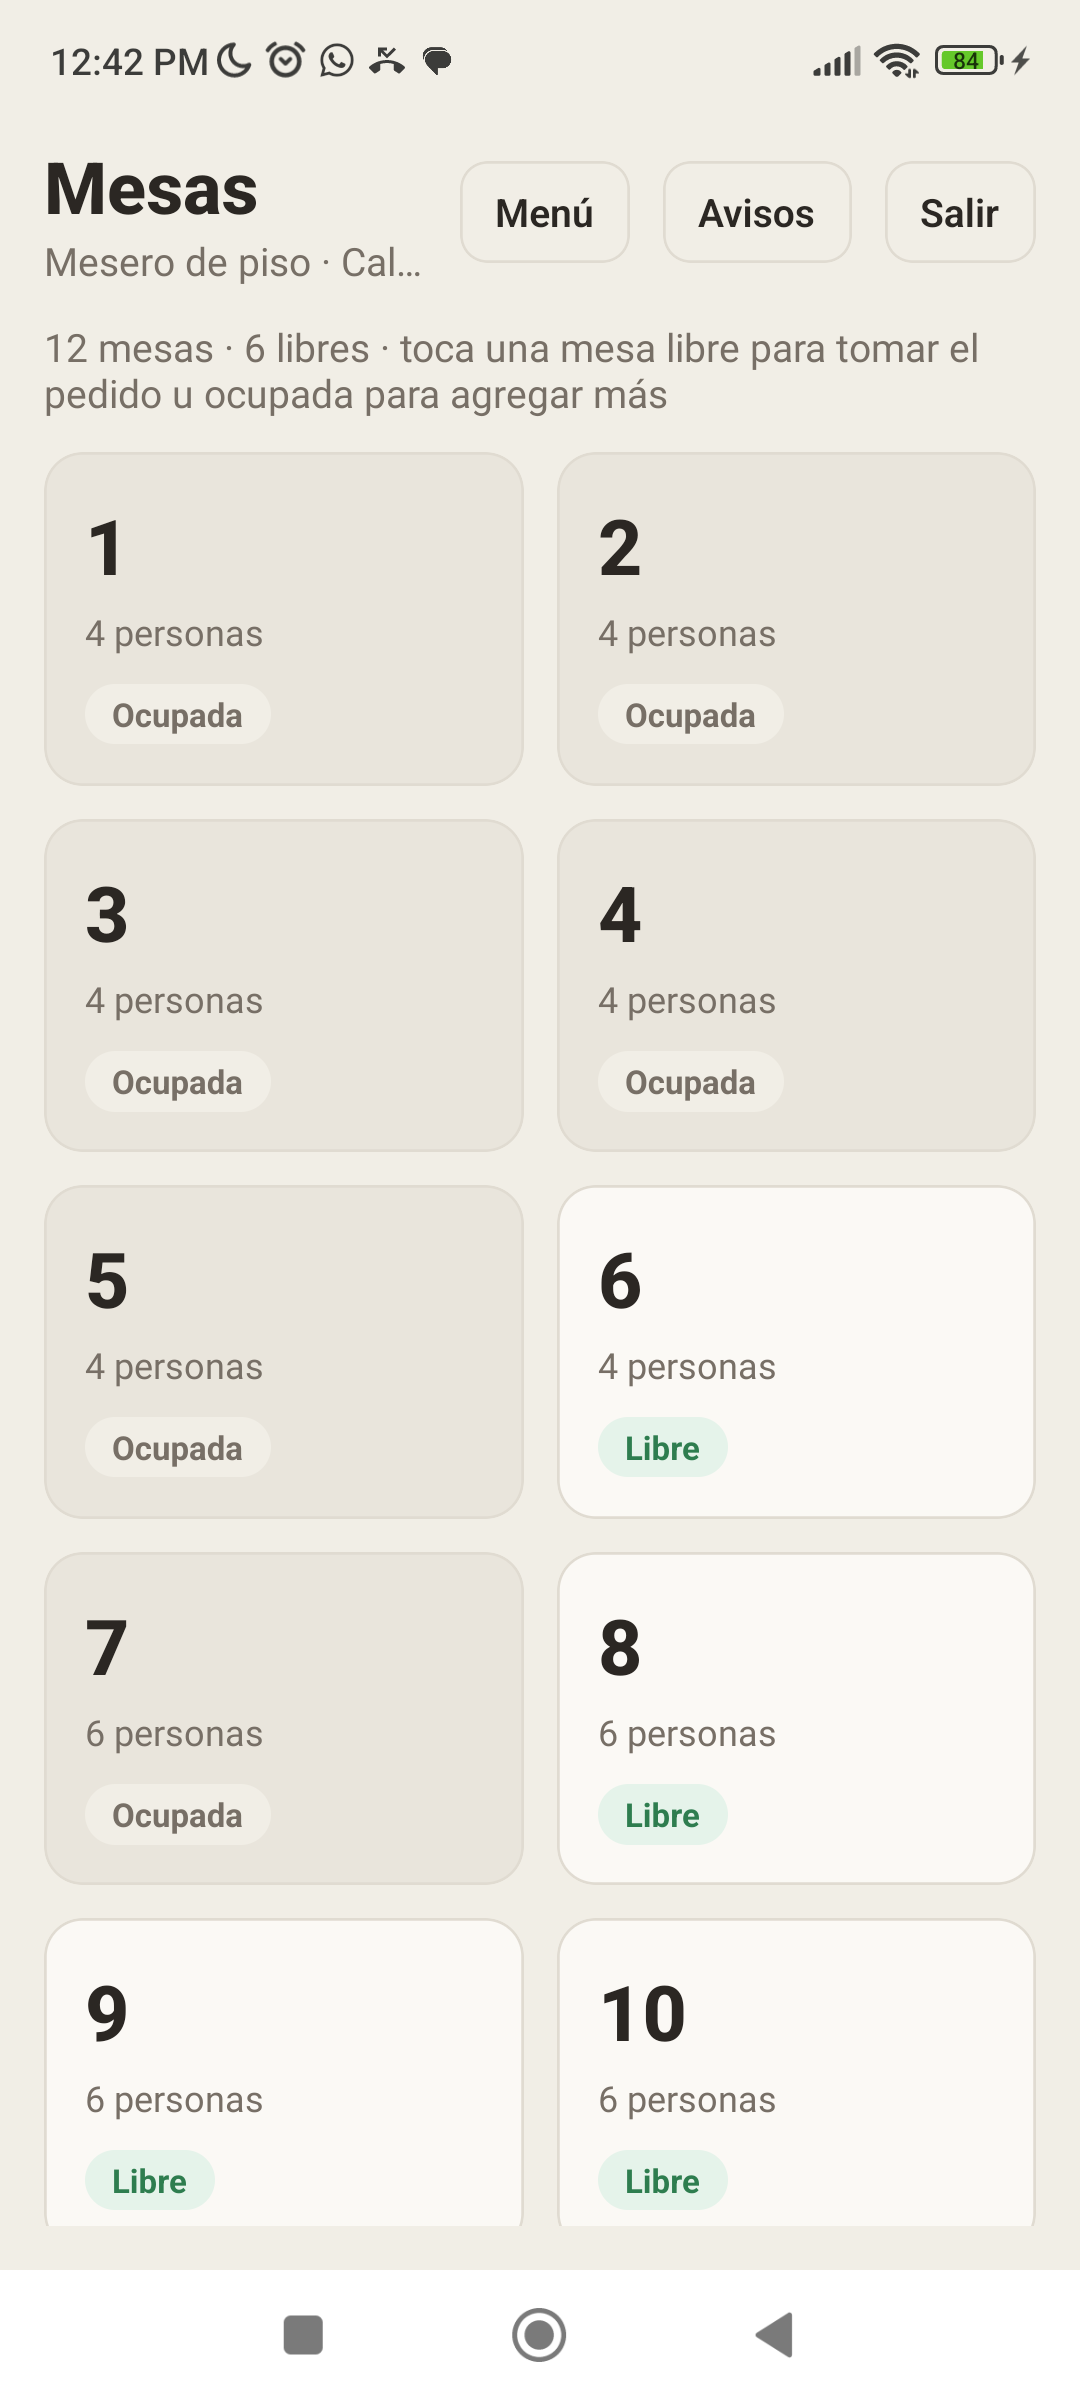 12:42 PM
84
Mesas
Menú
Avisos
Salir
Mesero de piso · Cal...
12 mesas · 6 libres · toca una mesa libre para tomar el
pedido u ocupada para agregar más
1
4 personas
Ocupada
2
4 personas
Ocupada
3
4 personas
Ocupada
4
4 personas
Ocupada
5
4 personas
Ocupada
6
4 personas
Libre
7
6 personas
Ocupada
8
6 personas
Libre
9
6 personas
Libre
10
6 personas
Libre